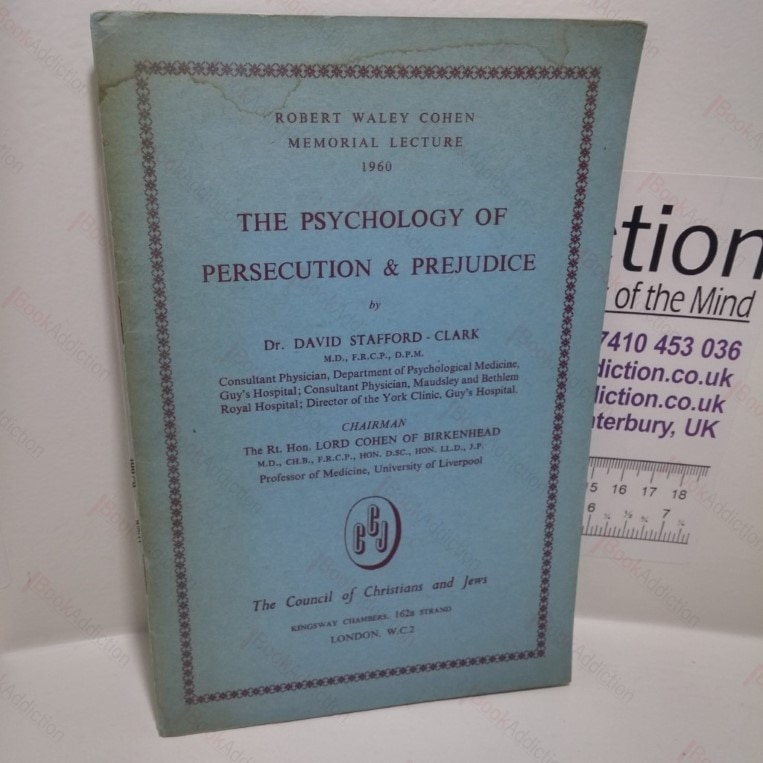 ROBERT WALEY COHEN
MEMORIAL LECTURE
1960
THE PSYCHOLOGY OF
PERSECUTION & PREJUDICE
by
Dr. DAVID STAFFORD-CLARK
M.D., F.R.C.P., D.P.M.
Consultant Physician, Department of Psychological Medicine,
Guy's Hospital; Consultant Physician, Maudsley and Bethlem
Royal Hospital; Director of the York Clinic, Guy's Hospital.
CHAIRMAN
The Rt. Hon. LORD COHEN OF BIRKENHEAD
M.D., CH.B., F.R.C.P., HON. D.SC., HON. LL.D., J.P.
Professor of Medicine, University of Liverpool
CCJ
The Council of Christians and Jews
KINGSWAY CHAMBERS, 162a STRAND
LONDON, W.C.2
ction
of the Mind
7410 453 036
diction.co.uk
diction.co.uk
nterbury, UK
15 16 17 18
6 7
BookAddiction